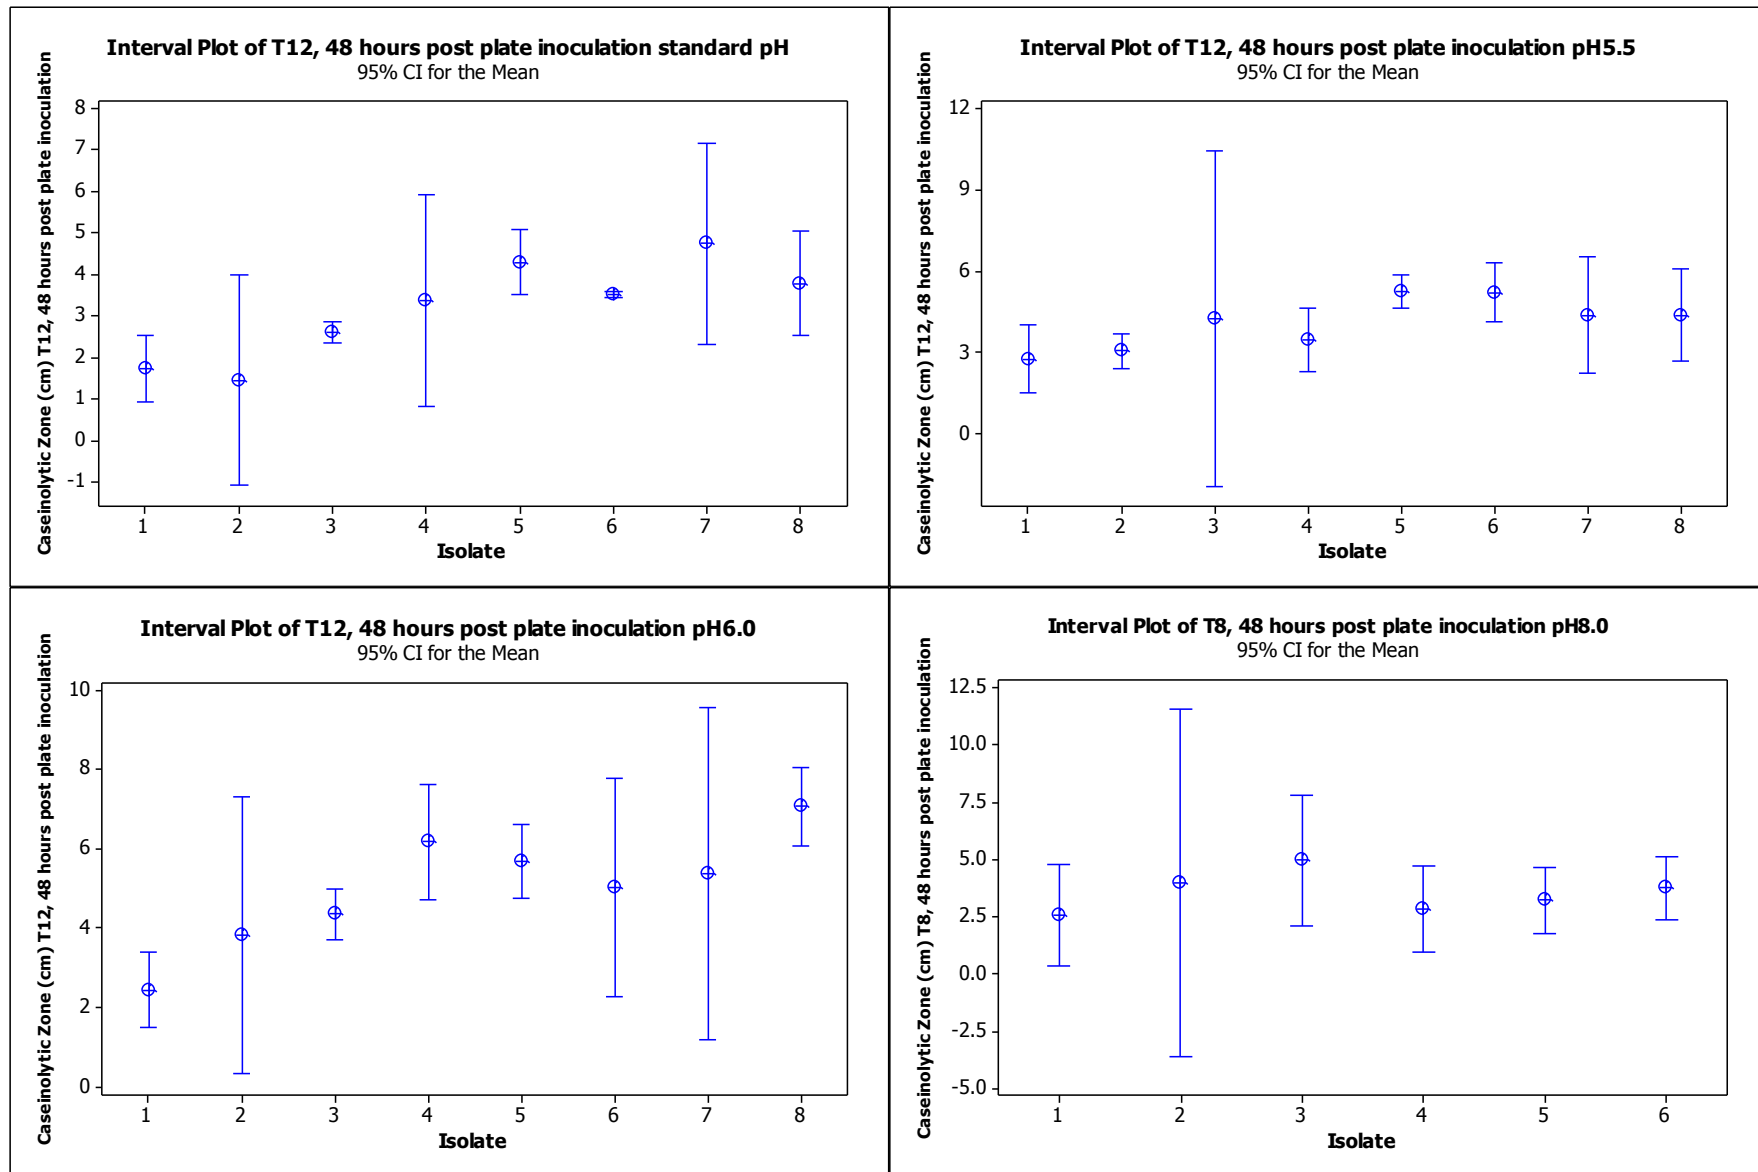 Interval Plot of T12, 48 hours post plate inoculation standard pH
95% CI for the Mean
Caseinolytic Zone (cm) T12, 48 hours post plate inoculation
8
7
6
5
4
3
2
1
0
-1
1 2 3 4 5 6 7 8
Isolate
Interval Plot of T12, 48 hours post plate inoculation pH5.5
95% CI for the Mean
Caseinolytic Zone (cm) T12, 48 hours post plate inoculation
12
9
6
3
0
1 2 3 4 5 6 7 8
Isolate
Interval Plot of T12, 48 hours post plate inoculation pH6.0
95% CI for the Mean
Caseinolytic Zone (cm) T12, 48 hours post plate inoculation
10
8
6
4
2
0
1 2 3 4 5 6 7 8
Isolate
Interval Plot of T8, 48 hours post plate inoculation pH8.0
95% CI for the Mean
Caseinolytic Zone (cm) T8, 48 hours post plate inoculation
12.5
10.0
7.5
5.0
2.5
0.0
-2.5
-5.0
1 2 3 4 5 6
Isolate